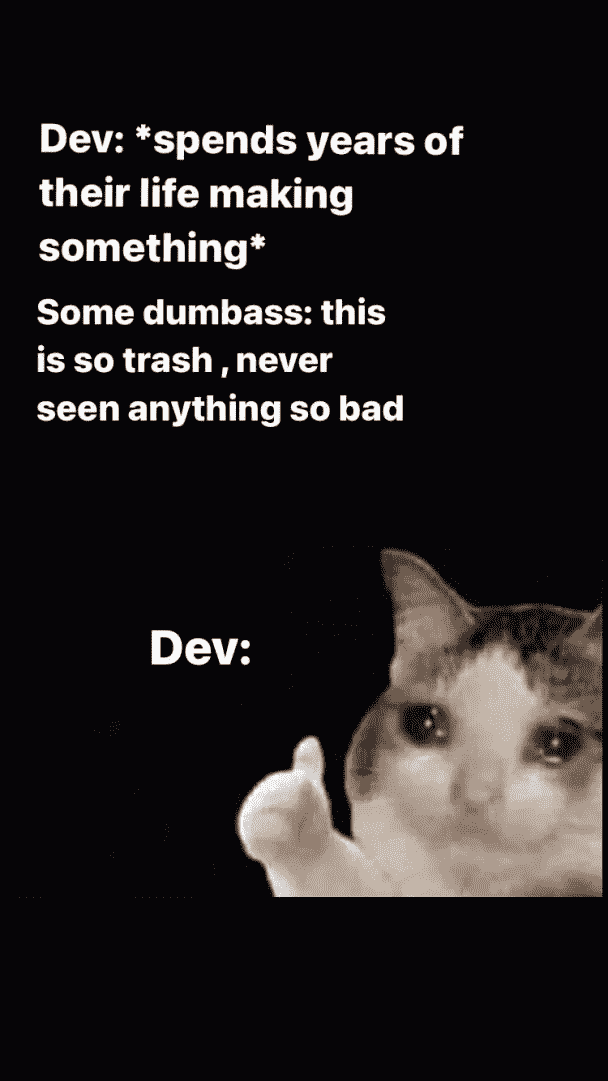 Dev: *spends years of
their life making
something*
Some dumbass: this
is so trash , never
seen anything so bad
Dev: